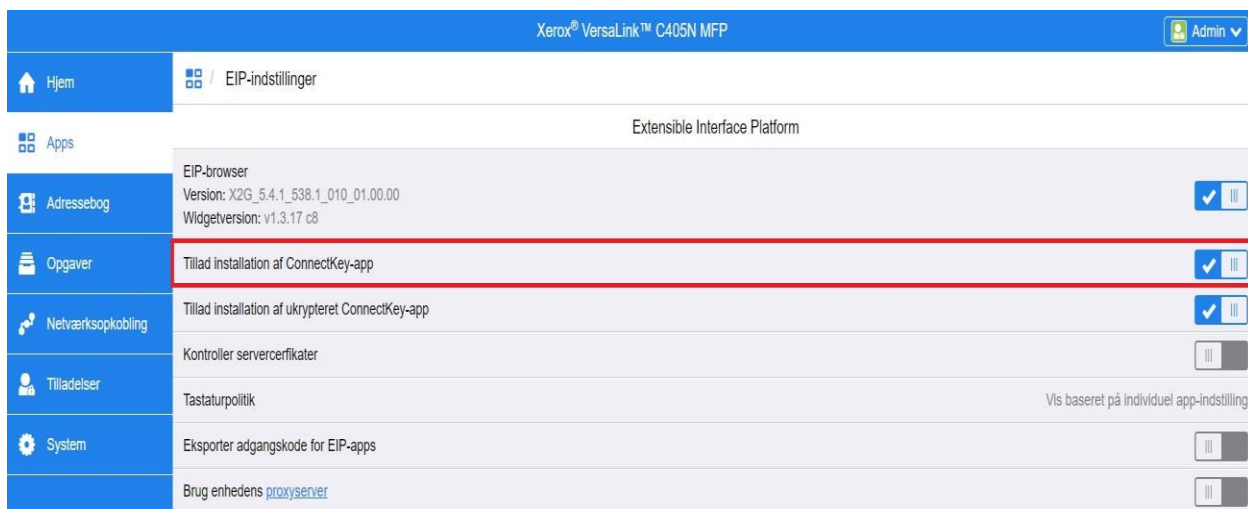 Xerox® VersaLink™ C405N MFP
Admin
Hjem
Apps
Adressebog
Opgaver
Netværksopkobling
Tilladelser
System
/ EIP-indstillinger
Extensible Interface Platform
EIP-browser
Version: X2G_5.4.1_538.1_010_01.00.00
Widgetversion: v1.3.17 c8
Tillad installation af ConnectKey-app
Tillad installation af ukrypteret ConnectKey-app
Kontroller servercerfikater
Tastaturpolitik Vis baseret på individuel app-indstilling
Eksporter adgangskode for EIP-apps
Brug enhedens proxyserver